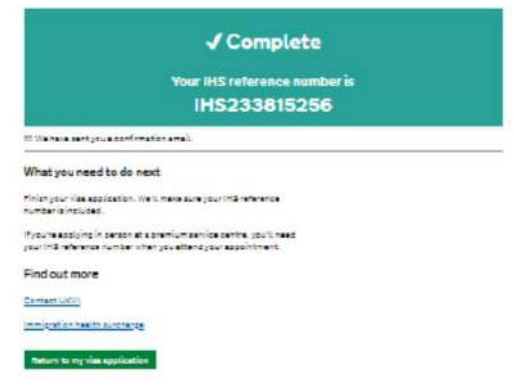 ✔ Complete
Your IHS reference number is
IHS233815256
We have sent you a confirmation email.
What you need to do next
Finish your visa application. We'll make sure your IHS reference
number is included.
If you're applying in person at a premium service centre, you'll need
your IHS reference number when you attend your appointment.
Find out more
Contact UKVI
Immigration health surcharge
Return to my visa application